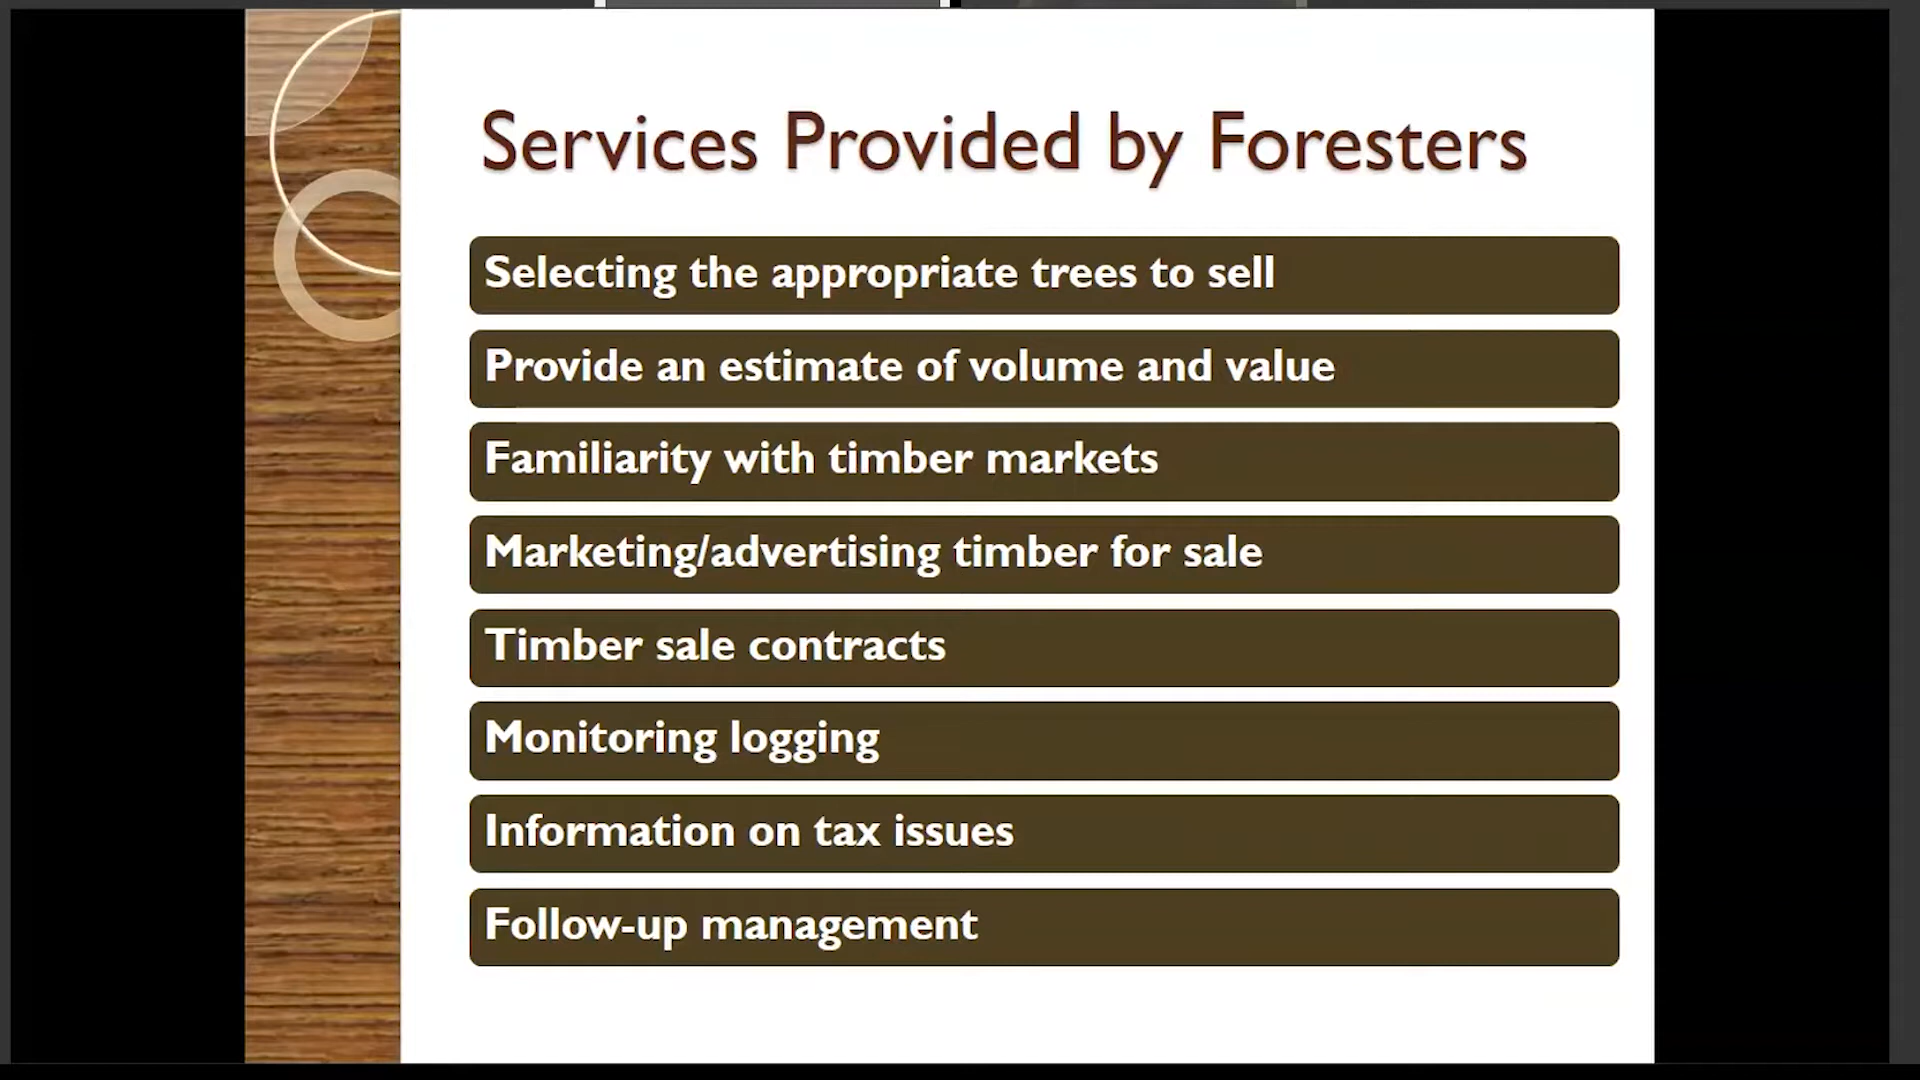 Services Provided by Foresters
Selecting the appropriate trees to sell
Provide an estimate of volume and value
Familiarity with timber markets
Marketing/advertising timber for sale
Timber sale contracts
Monitoring logging
Information on tax issues
Follow-up management